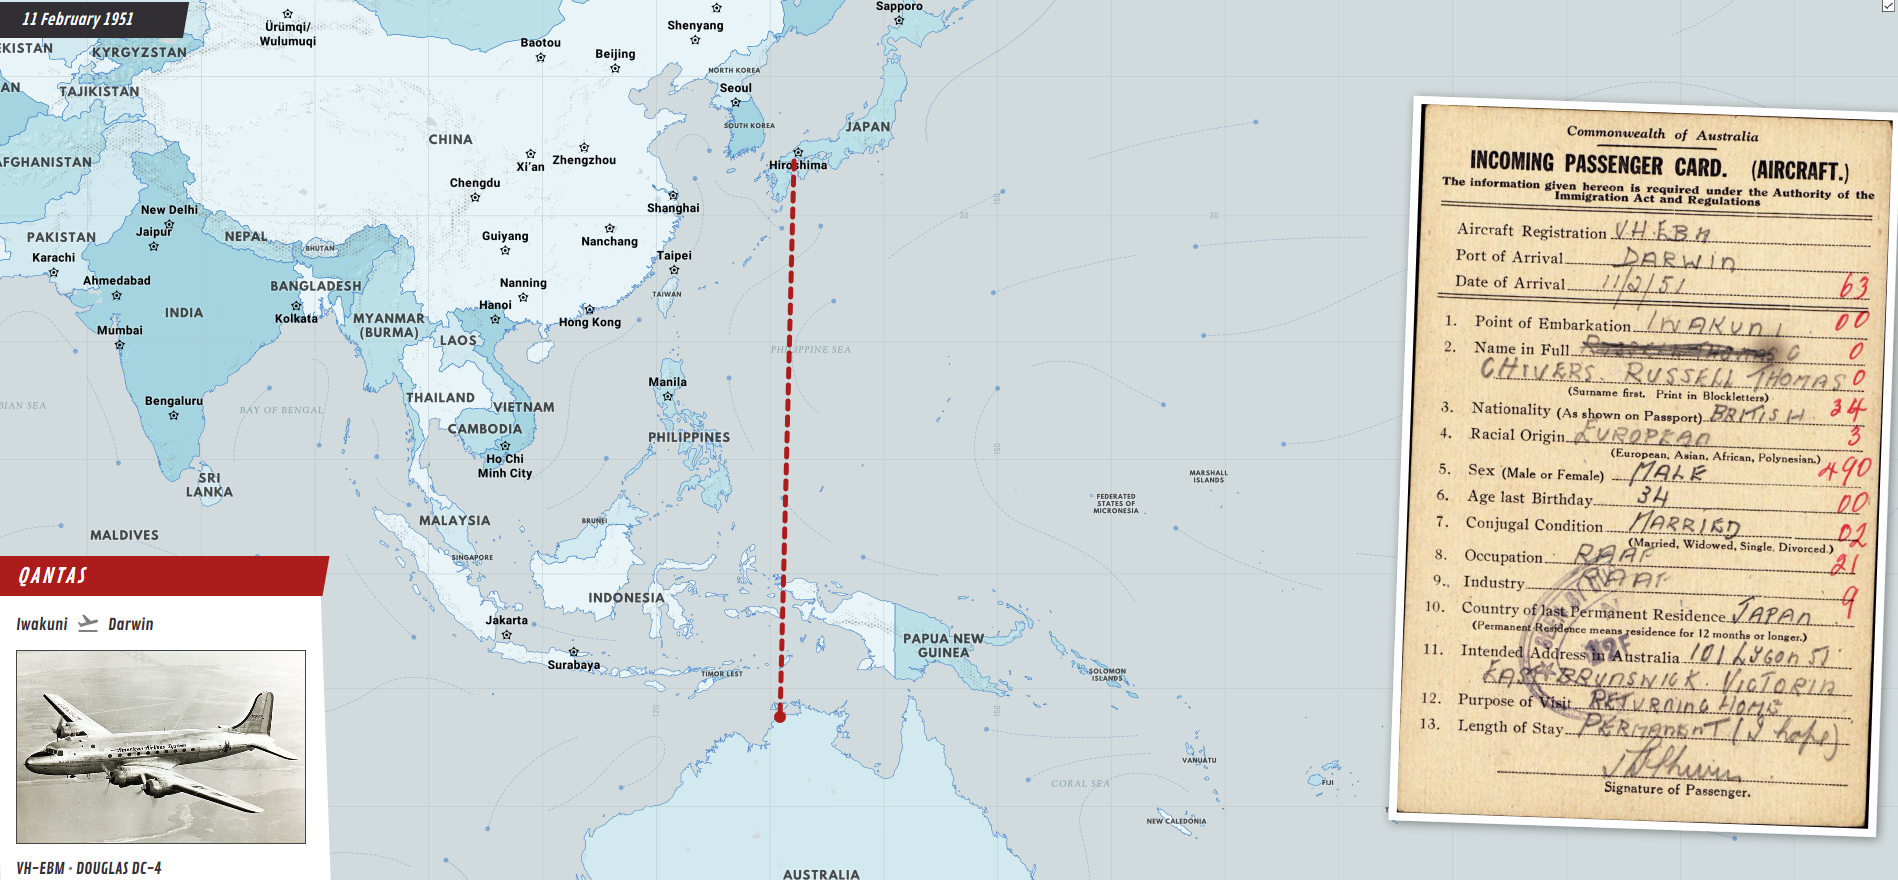 11 February 1951
Sapporo
Shenyang
Ürümqi/
Wulumuqi
Baotou
Beijing
KISTAN
KYRGYZSTAN
NORTH KOREA
Seoul
AN
TAJIKISTAN
SOUTH KOREA
JAPAN
CHINA
AFGHANISTAN
Xi'an
Zhengzhou
Hiroshima
Chengdu
Shanghai
New Delhi
Jaipur
PAKISTAN
NEPAL
BHUTAN
Guiyang
Nanchang
Karachi
Taipei
Ahmedabad
BANGLADESH
Nanning
TAIWAN
INDIA
Kolkata
Hanoi
MYANMAR
(BURMA)
Hong Kong
Mumbai
LAOS
PHILIPPINE SEA
Manila
Bengaluru
THAILAND
VIETNAM
BIAN SEA
BAY OF BENGAL
CAMBODIA
PHILIPPINES
Ho Chi
Minh City
SRI
LANKA
MARSHALL
ISLANDS
FEDERATED
STATES OF
MICRONESIA
MALAYSIA
BRUNEI
MALDIVES
SINGAPORE
INDONESIA
Jakarta
PAPUA NEW
GUINEA
Surabaya
TIMOR LEST
SOLOMON
ISLANDS
VANUATU
CORAL SEA
FIJI
NEW CALEDONIA
AUSTRALIA
30
30
120
QANTAS
Iwakuni Darwin
American Airlines System
VH-EBM · DOUGLAS DC-4
Commonwealth of Australia
INCOMING PASSENGER CARD. (AIRCRAFT.)
The information given hereon is required under the Authority of the
Immigration Act and Regulations
Aircraft Registration VH.EBM
Port of Arrival DARWIN
Date of Arrival 11/2/51 63
1. Point of Embarkation IWAKUNI 00
2. Name in Full 0
CHIVERS. RUSSELL THOMAS 0
(Surname first. Print in Blockletters)
3. Nationality (As shown on Passport) BRITISH 34
4. Racial Origin EUROPEAN 3
(European, Asian, African, Polynesian.)
5. Sex (Male or Female) MALE 490
6. Age last Birthday 34 00
7. Conjugal Condition MARRIED 02
(Married, Widowed, Single, Divorced.)
8. Occupation RAAF 21
9. Industry RAAF 9
10. Country of last Permanent Residence JAPAN
(Permanent Residence means residence for 12 months or longer.)
11. Intended Address in Australia 101 LYGON ST
EAST BRUNSWICK. VICTORIA
12. Purpose of Visit RETURNING HOME
13. Length of Stay PERMANENT (I hope)
Signature of Passenger.